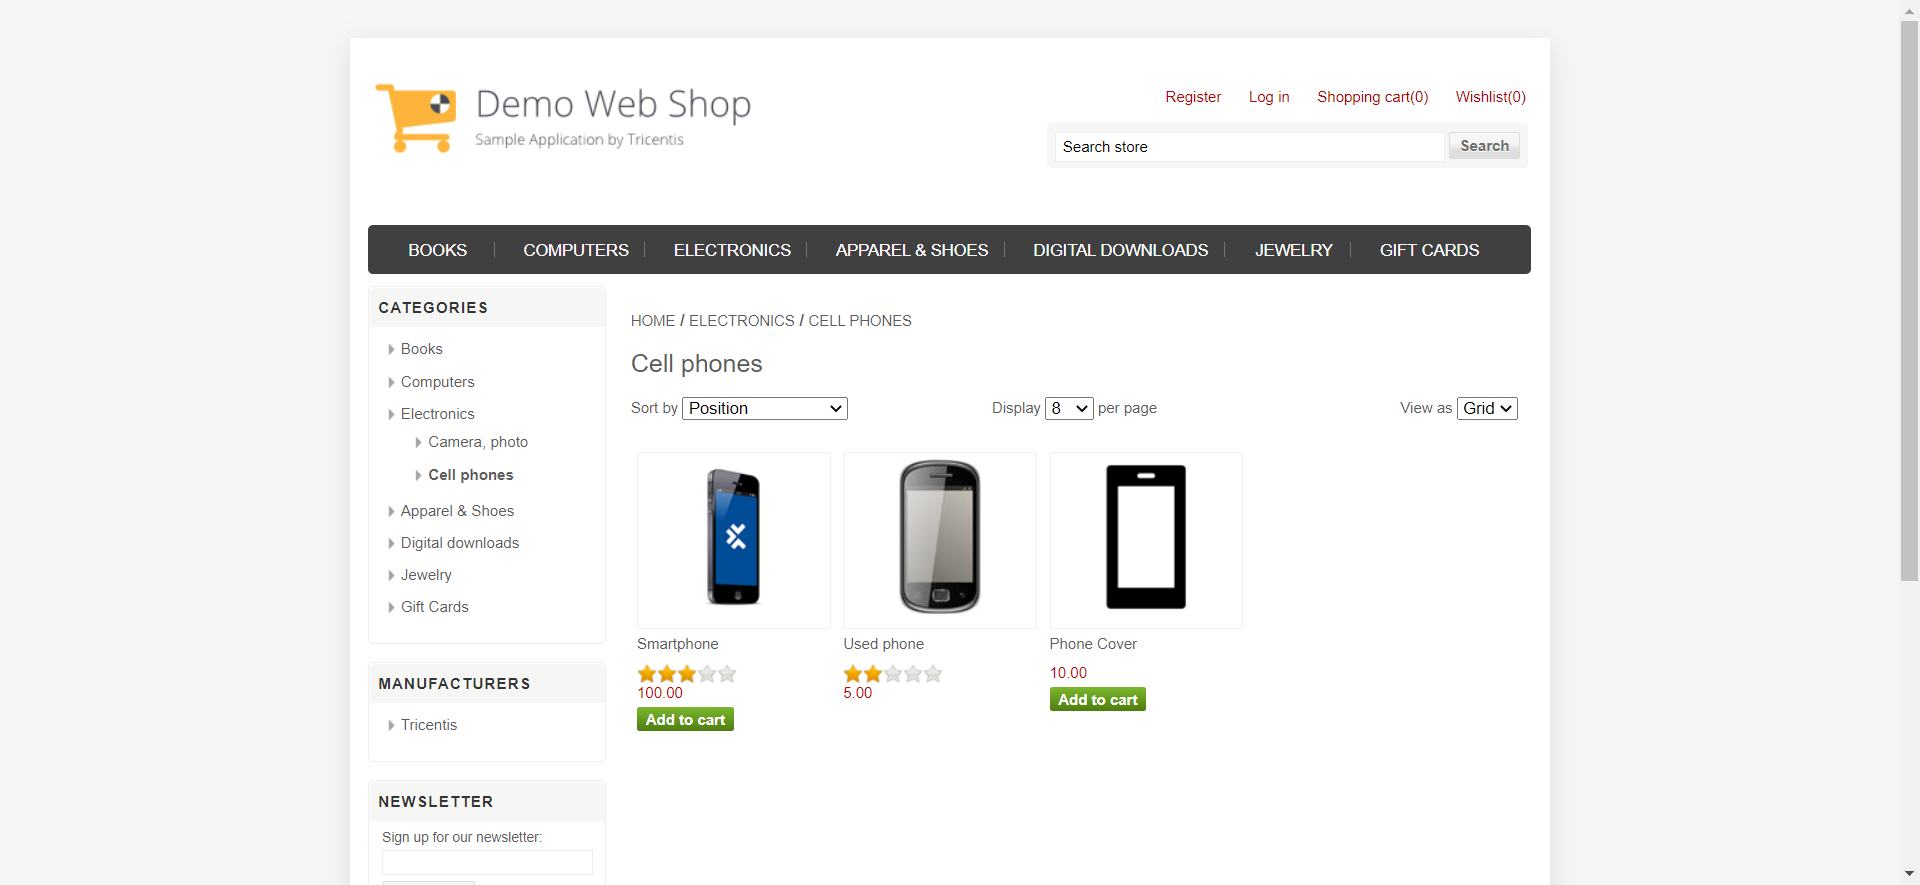 Demo Web Shop
Sample Application by Tricentis
Register Log in Shopping cart(0) Wishlist(0)
Search store Search
BOOKS COMPUTERS ELECTRONICS APPAREL & SHOES DIGITAL DOWNLOADS JEWELRY GIFT CARDS
CATEGORIES
Books
Computers
Electronics
Camera, photo
Cell phones
Apparel & Shoes
Digital downloads
Jewelry
Gift Cards
MANUFACTURERS
Tricentis
NEWSLETTER
Sign up for our newsletter:
HOME / ELECTRONICS / CELL PHONES
Cell phones
Sort by Position Display 8 per page View as Grid
Smartphone
100.00
Add to cart
Used phone
5.00
Phone Cover
10.00
Add to cart